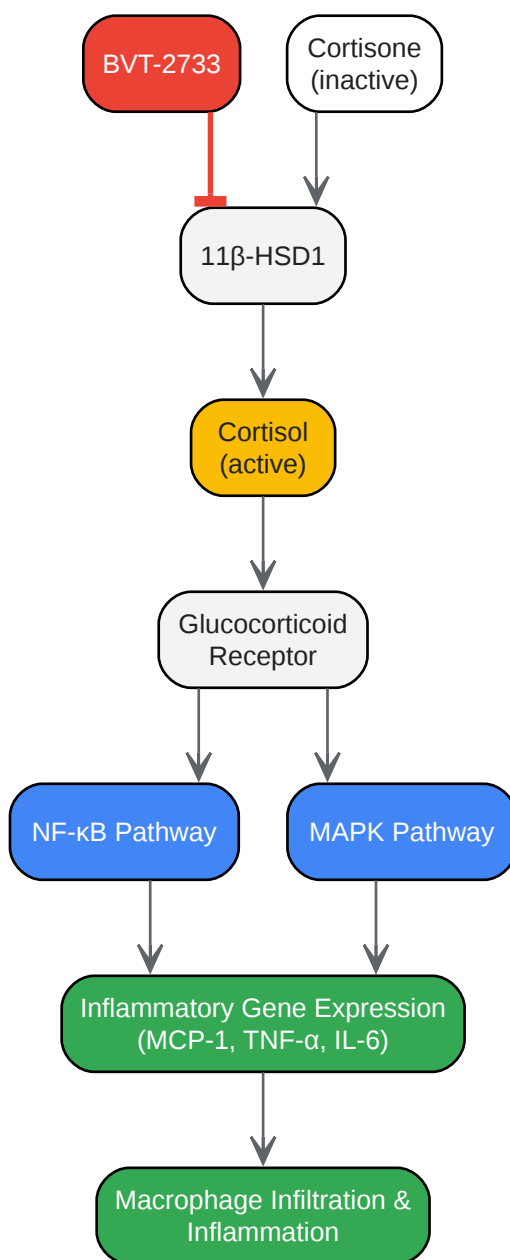 BVT-2733
Cortisone
(inactive)
11β-HSD1
Cortisol
(active)
Glucocorticoid
Receptor
NF-κB Pathway
MAPK Pathway
Inflammatory Gene Expression
(MCP-1, TNF-α, IL-6)
Macrophage Infiltration &
Inflammation